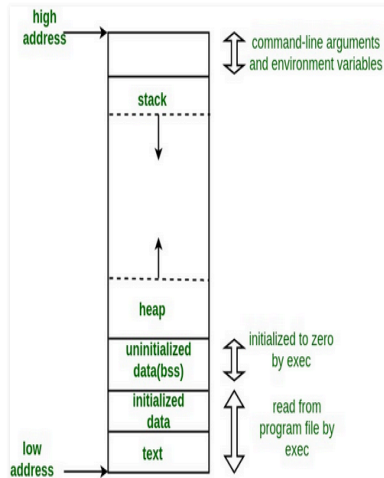 high
address
command-line arguments
and environment variables
stack
heap
uninitialized
data(bss)
initialized to zero
by exec
initialized
data
read from
program file by
exec
low
address
text